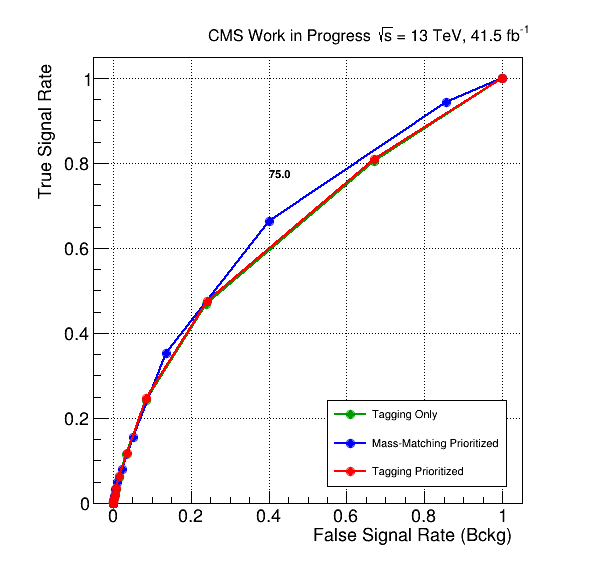 CMS Work in Progress √s = 13 TeV, 41.5 fb⁻¹
True Signal Rate
1
0.8
0.6
0.4
0.2
0
75.0
Tagging Only
Mass-Matching Prioritized
Tagging Prioritized
0 0.2 0.4 0.6 0.8 1
False Signal Rate (Bckg)